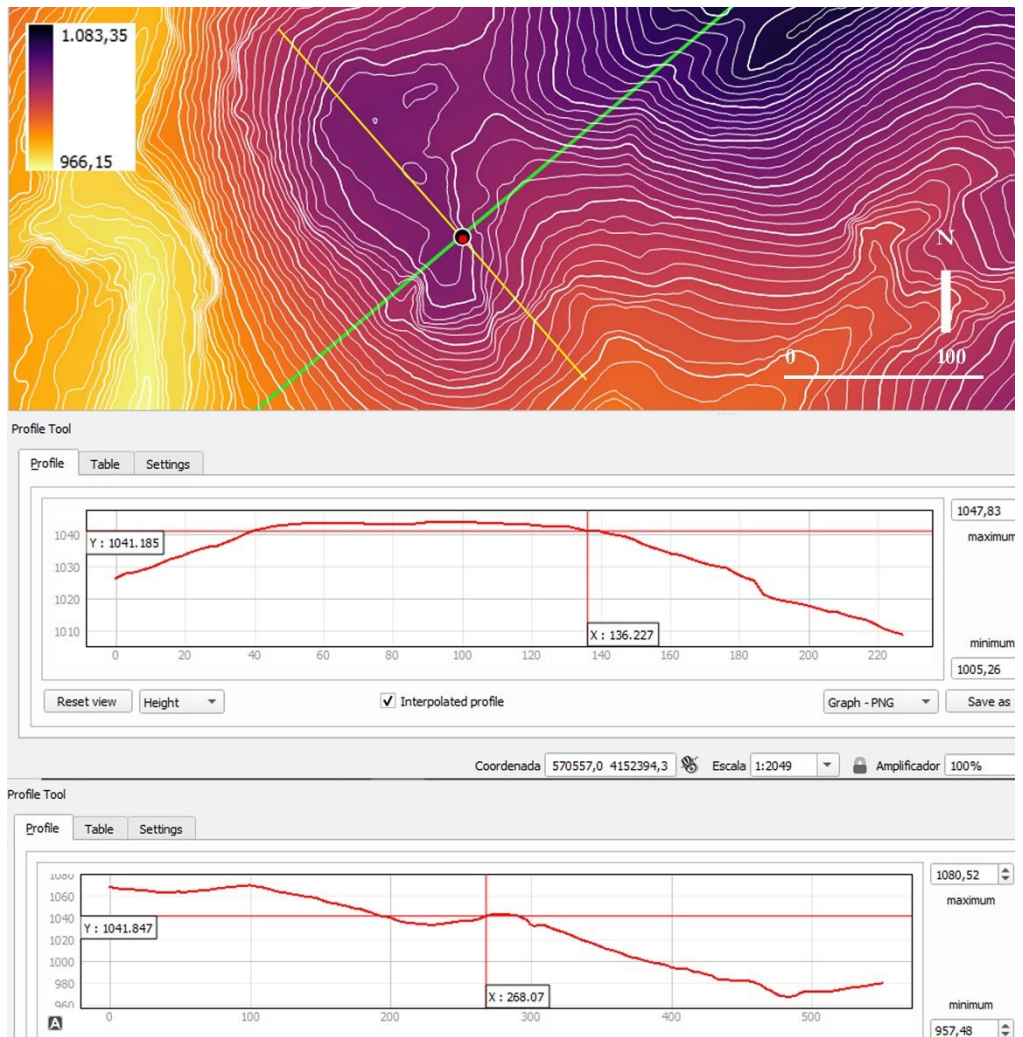 1.083,35
966,15
N
0 100
Profile Tool
Profile Table Settings
1047,83
maximum
1040
Y : 1041.185
1030
1020
1010
X : 136.227
minimum
0 20 40 60 80 100 120 140 160 180 200 220
1005,26
Reset view Height Interpolated profile Graph - PNG Save as
Coordenada 570557,0 4152394,3 Escala 1:2049 Amplificador 100%
Profile Tool
Profile Table Settings
1080
1080,52
1060
maximum
1040
Y : 1041.847
1020
1000
980
X : 268.07
960
minimum
A
0 100 200 300 400 500
957,48